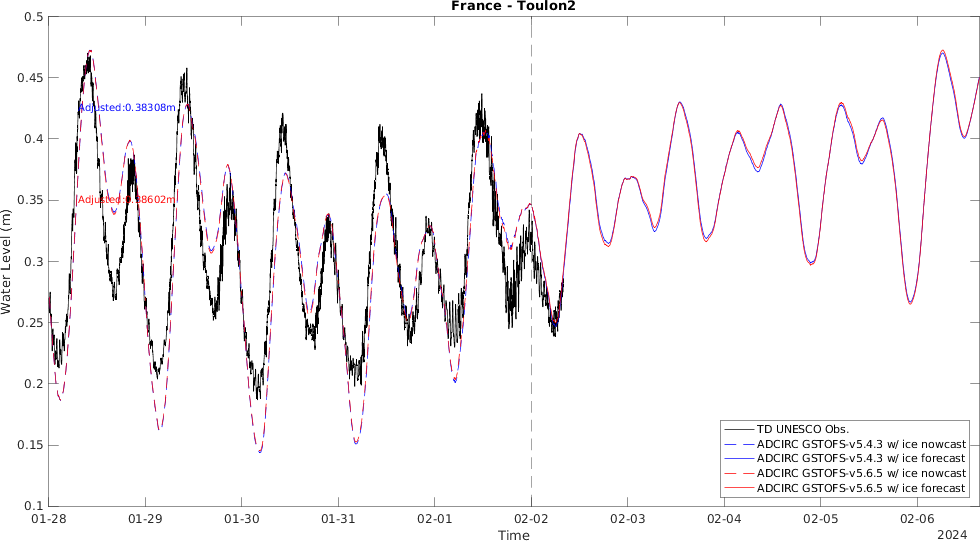 France - Toulon2
Water Level (m)
0.5
0.45
0.4
0.35
0.3
0.25
0.2
0.15
0.1
Adjusted:0.38308m
Adjusted:0.38602m
TD UNESCO Obs.
ADCIRC GSTOFS-v5.4.3 w/ ice nowcast
ADCIRC GSTOFS-v5.4.3 w/ ice forecast
ADCIRC GSTOFS-v5.6.5 w/ ice nowcast
ADCIRC GSTOFS-v5.6.5 w/ ice forecast
01-28 01-29 01-30 01-31 02-01 02-02 02-03 02-04 02-05 02-06
Time
2024